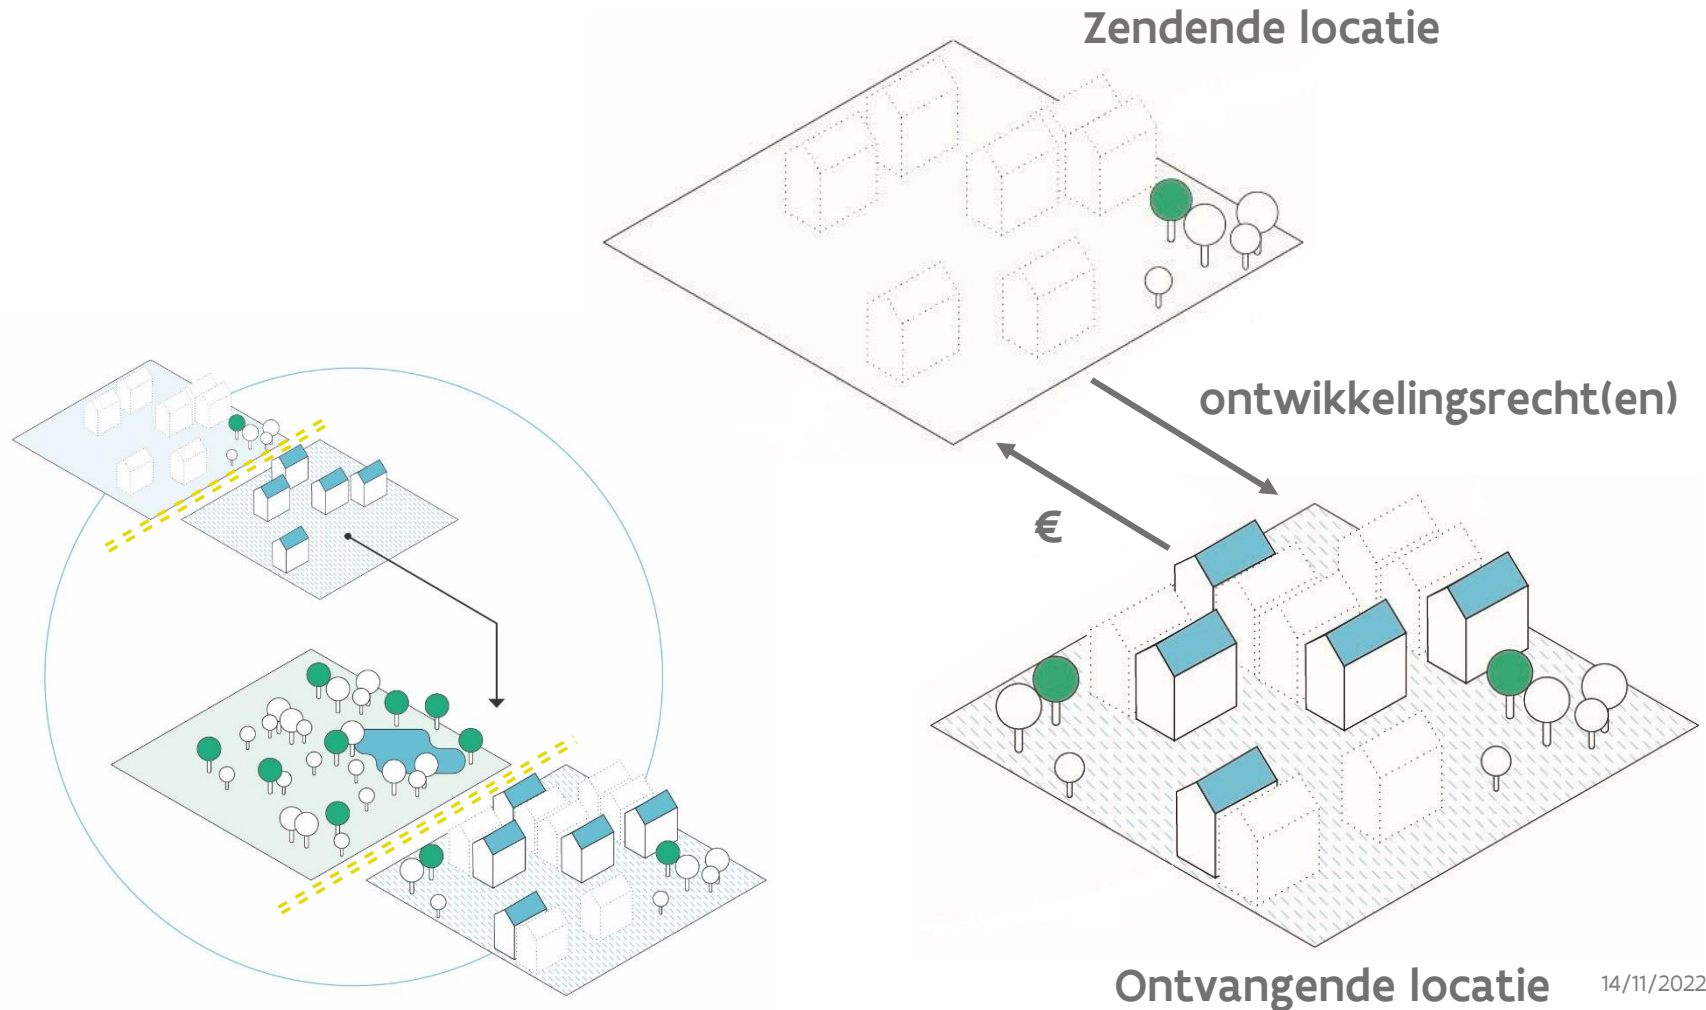 Zendende locatie
ontwikkelingsrecht(en)
€
Ontvangende locatie
14/11/2022